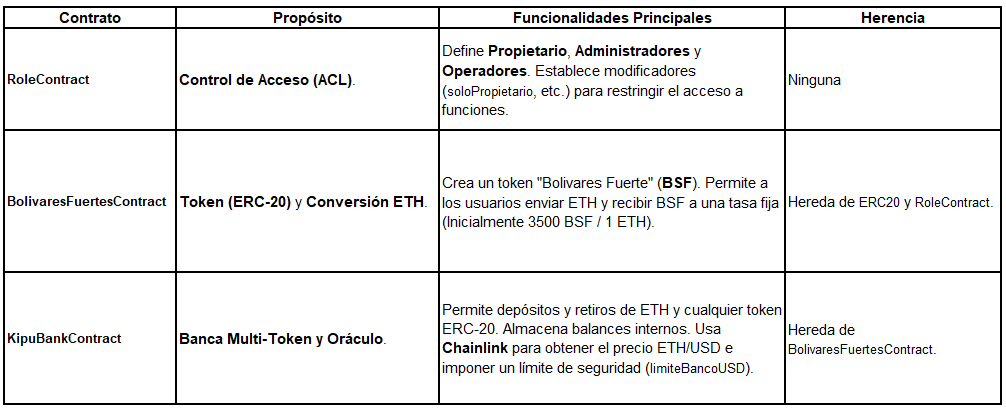 Contrato Propósito Funcionalidades Principales Herencia
RoleContract
Control de Acceso (ACL).
Define Propietario, Administradores y
Operadores. Establece modificadores
(soloPropietario, etc.) para restringir el acceso a
funciones.
Ninguna
BolivaresFuertesContract
Token (ERC-20) y Conversión ETH.
Crea un token "Bolivares Fuerte" (BSF). Permite a
los usuarios enviar ETH y recibir BSF a una tasa fija
(Inicialmente 3500 BSF / 1 ETH).
Hereda de ERC20 y RoleContract.
KipuBankContract
Banca Multi-Token y Oráculo.
Permite depósitos y retiros de ETH y cualquier token
ERC-20. Almacena balances internos. Usa
Chainlink para obtener el precio ETH/USD e
imponer un límite de seguridad (limiteBancoUSD).
Hereda de
BolivaresFuertesContract.